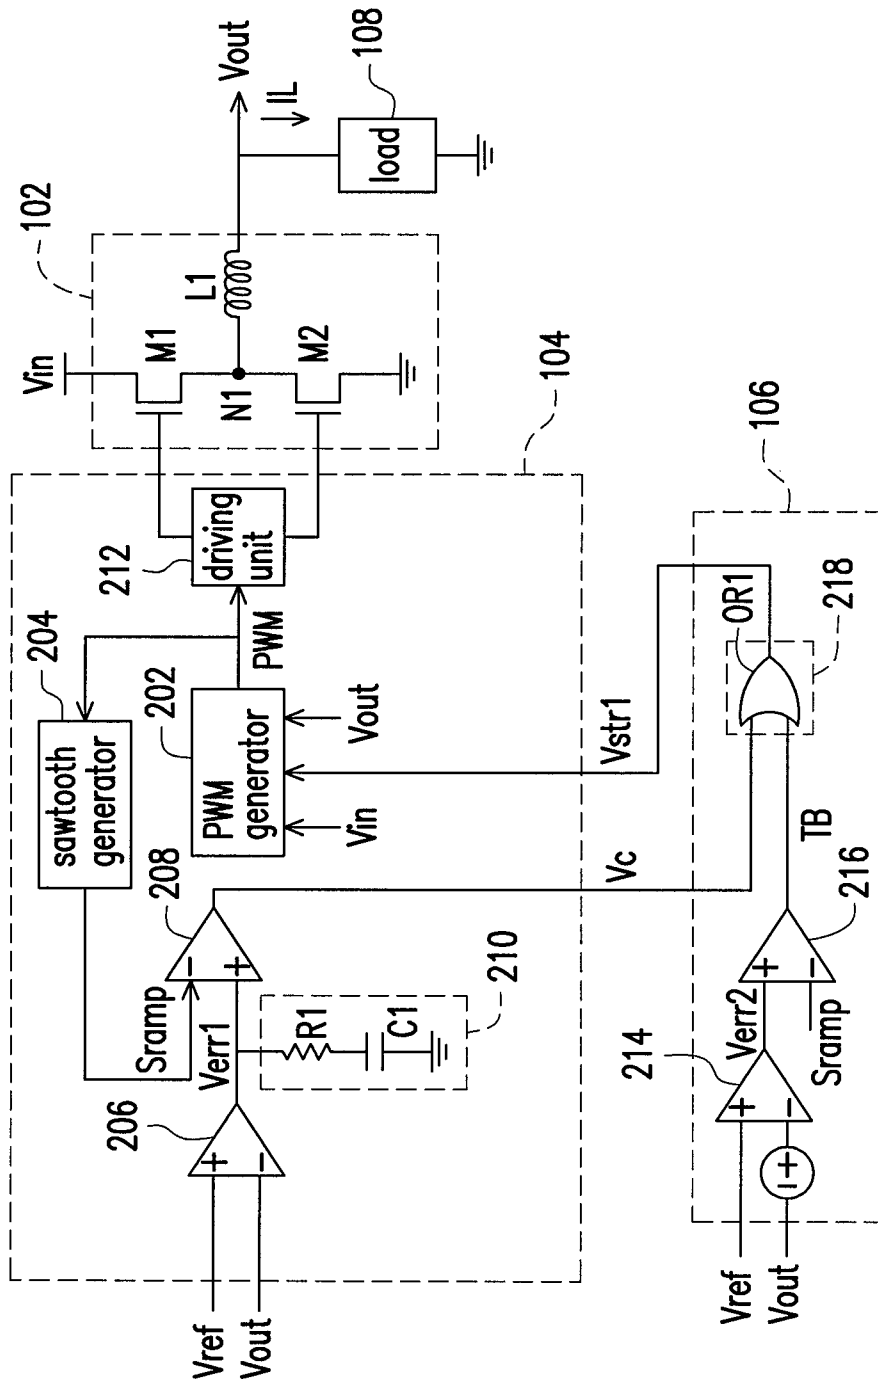 102
Vin
M1
L1
N1
M2
Vout
IL
108
load
204
sawtooth
generator
212
driving
unit
PWM
202
PWM
generator
Vin
Vout
208
Sramp
-
+
Verr1
206
+
-
Vref
Vout
R1
C1
210
104
Vc
Vstr1
106
OR1
218
TB
216
+
-
Verr2
Sramp
214
+
-
+
-
Vref
Vout